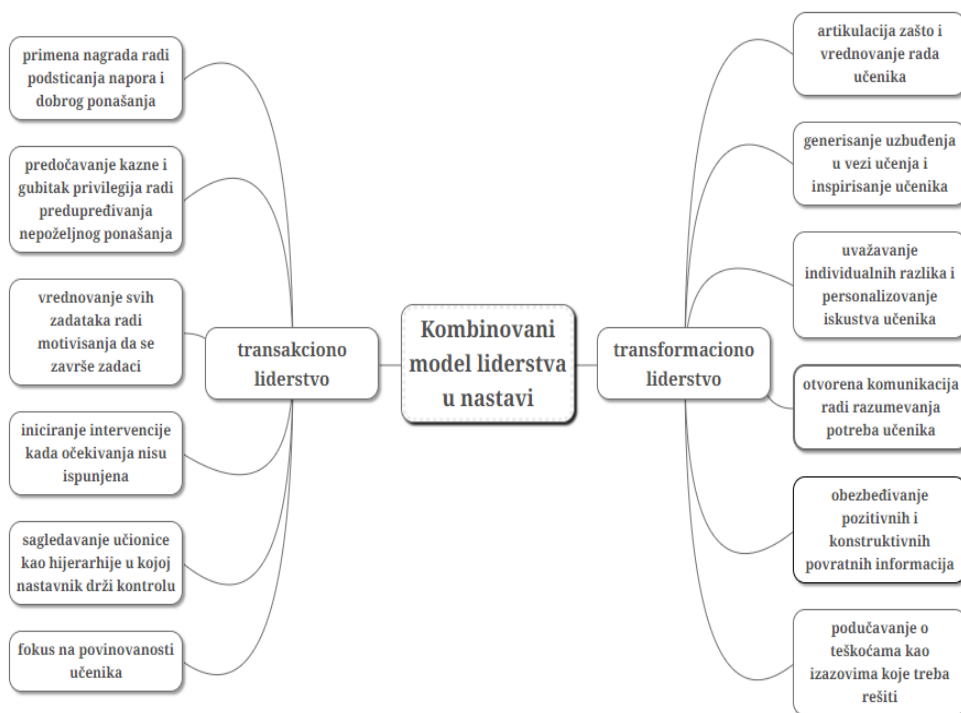 primena nagrada radi
podsticanja napora i
dobrog ponašanja
predočavanje kazne i
gubitak privilegija radi
predupređivanja
nepoželjnog ponašanja
vrednovanje svih
zadataka radi
motivisanja da se
završe zadaci
iniciranje intervencije
kada očekivanja nisu
ispunjena
sagledavanje učionice
kao hijerarhije u kojoj
nastavnik drži kontrolu
fokus na povinovanosti
učenika
transakciono
liderstvo
Kombinovani
model liderstva
u nastavi
transformaciono
liderstvo
artikulacija zašto i
vrednovanje rada
učenika
generisanje uzbuđenja
u vezi učenja i
inspirisanje učenika
uvažavanje
individualnih razlika i
personalizovanje
iskustva učenika
otvorena komunikacija
radi razumevanja
potreba učenika
obezbeđivanje
pozitivnih i
konstruktivnih
povratnih informacija
podučavanje o
teškoćama kao
izazovima koje treba
rešiti